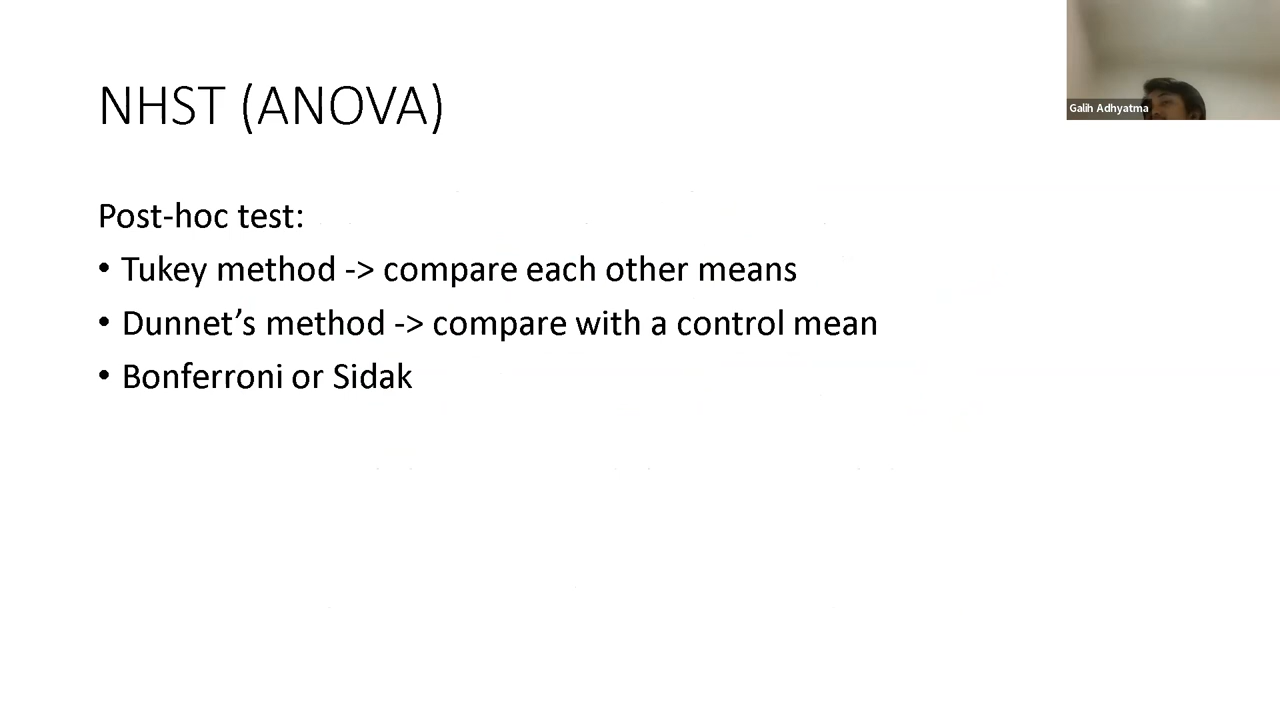 NHST (ANOVA)
Galih Adhyatma
Post-hoc test:
• Tukey method -> compare each other means
• Dunnet’s method -> compare with a control mean
• Bonferroni or Sidak